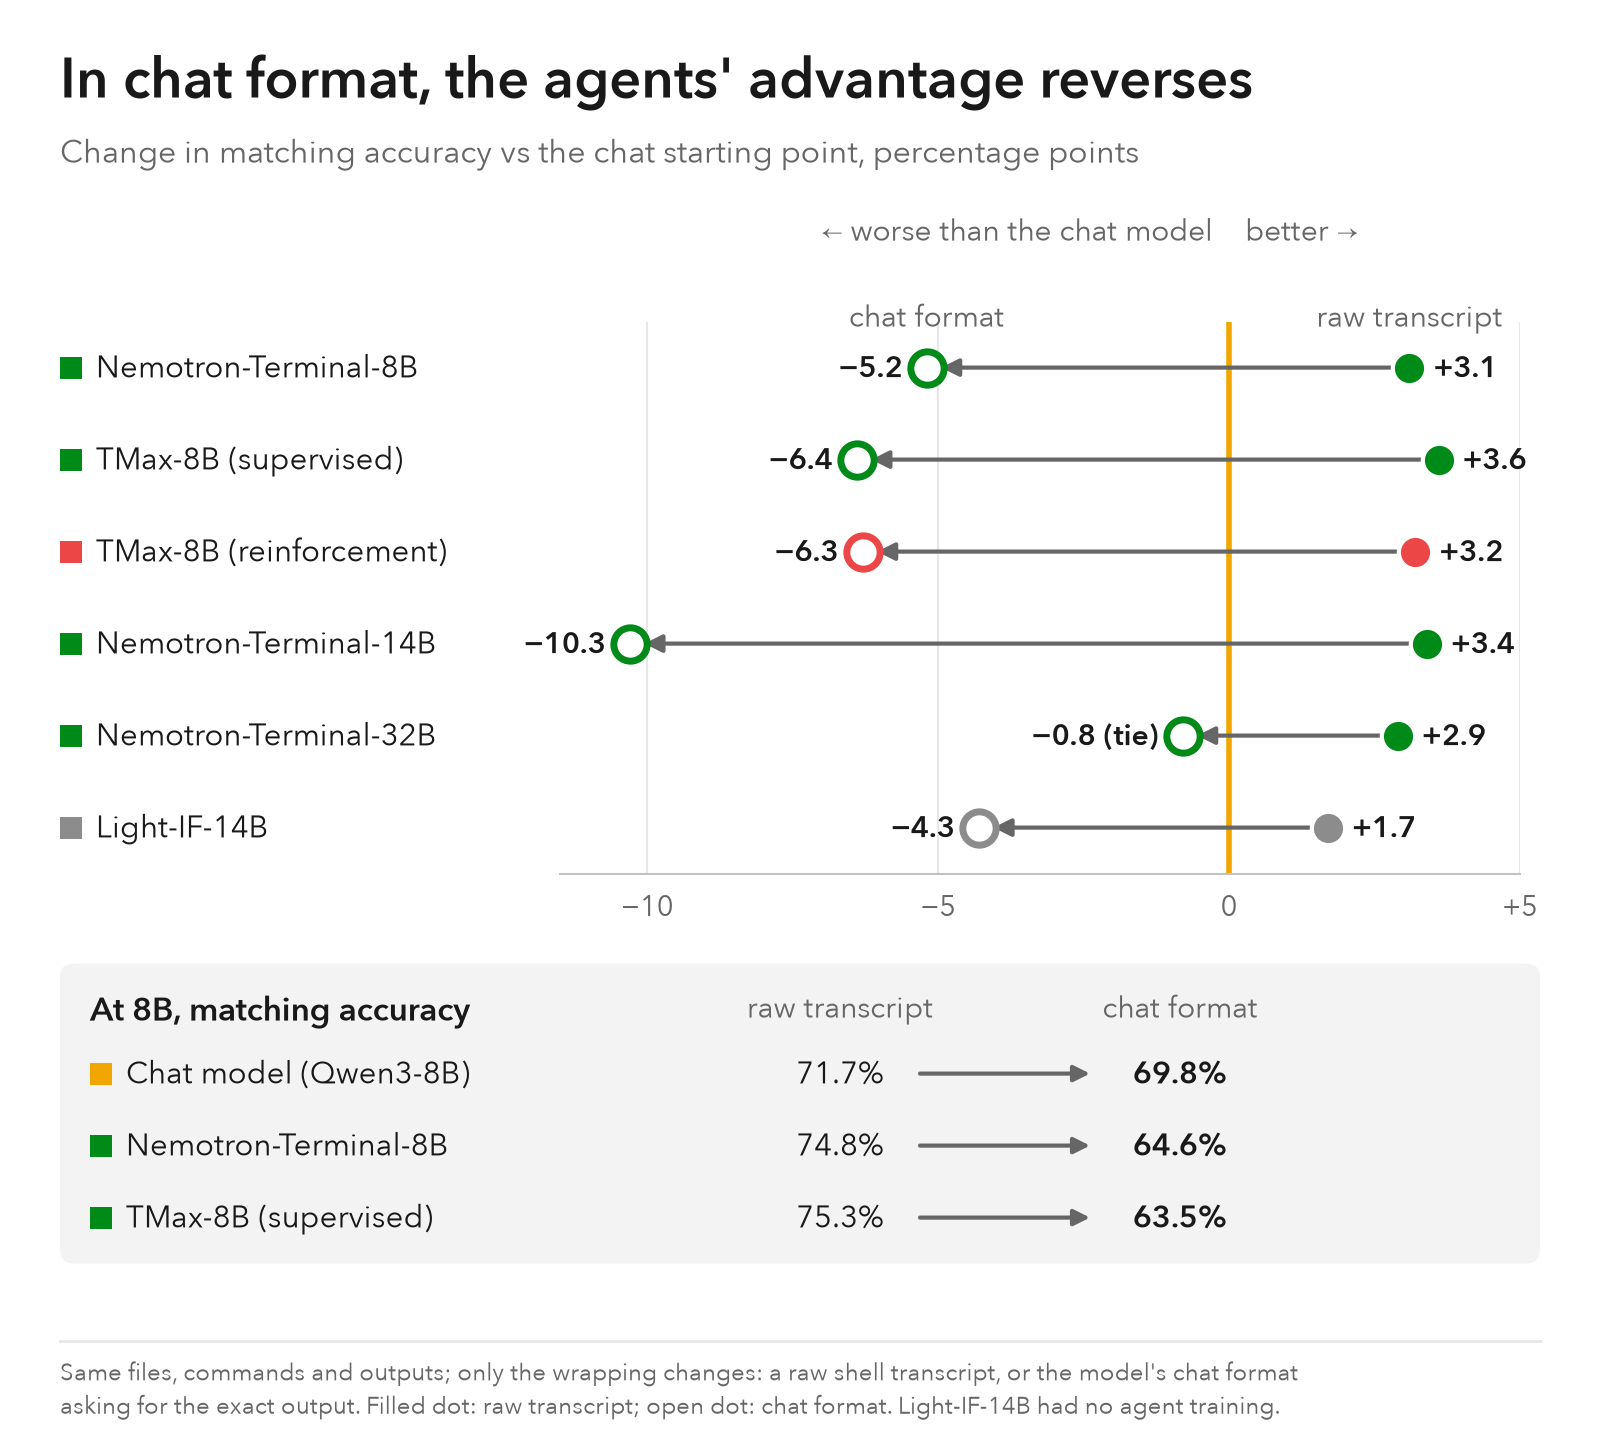 In chat format, the agents' advantage reverses
Change in matching accuracy vs the chat starting point, percentage points
← worse than the chat model better →
chat format raw transcript
Nemotron-Terminal-8B −5.2 +3.1
TMax-8B (supervised) −6.4 +3.6
TMax-8B (reinforcement) −6.3 +3.2
Nemotron-Terminal-14B −10.3 +3.4
Nemotron-Terminal-32B −0.8 (tie) +2.9
Light-IF-14B −4.3 +1.7
−10 −5 0 +5
At 8B, matching accuracy raw transcript chat format
Chat model (Qwen3-8B) 71.7% 69.8%
Nemotron-Terminal-8B 74.8% 64.6%
TMax-8B (supervised) 75.3% 63.5%
Same files, commands and outputs; only the wrapping changes: a raw shell transcript, or the model's chat format
asking for the exact output. Filled dot: raw transcript; open dot: chat format. Light-IF-14B had no agent training.